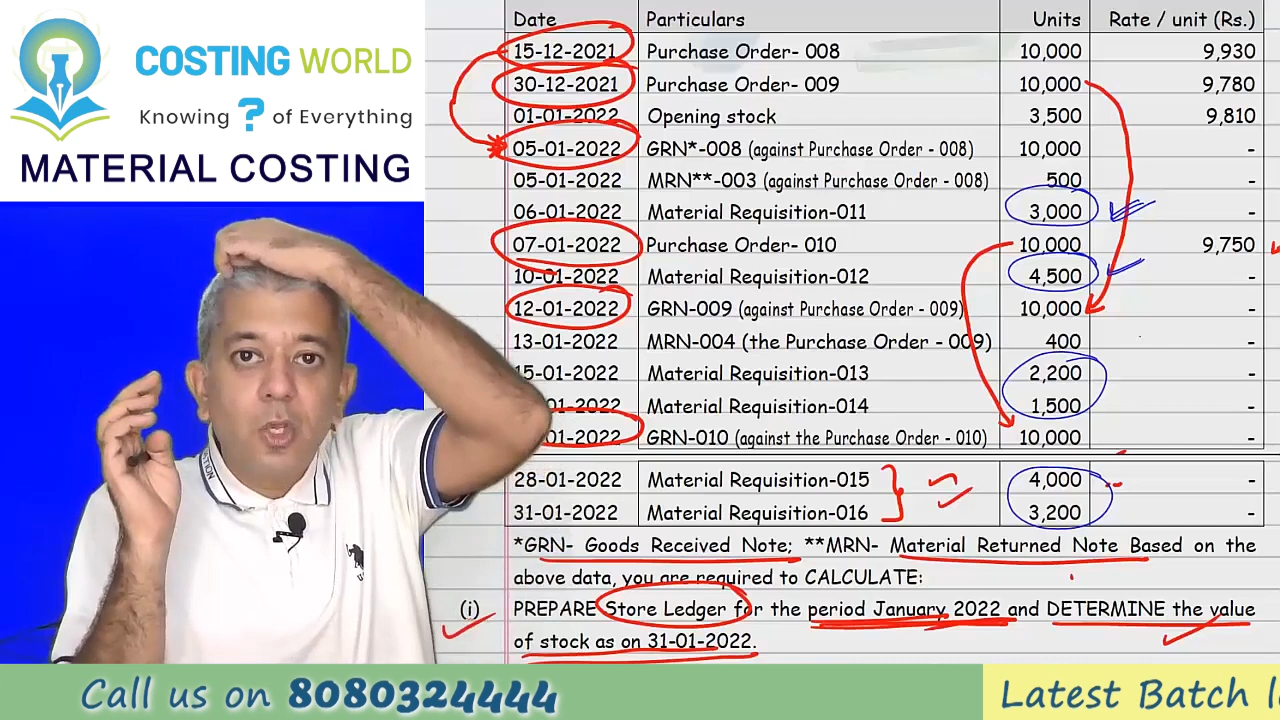 COSTING WORLD
Knowing ? of Everything
MATERIAL COSTING
Date Particulars Units Rate / unit (Rs.)
15-12-2021 Purchase Order- 008 10,000 9,930
30-12-2021 Purchase Order- 009 10,000 9,780
01-01-2022 Opening stock 3,500 9,810
05-01-2022 GRN*-008 (against Purchase Order - 008) 10,000 -
05-01-2022 MRN**-003 (against Purchase Order - 008) 500 -
06-01-2022 Material Requisition-011 3,000 -
07-01-2022 Purchase Order- 010 10,000 9,750
10-01-2022 Material Requisition-012 4,500 -
12-01-2022 GRN-009 (against Purchase Order - 009) 10,000 -
13-01-2022 MRN-004 (the Purchase Order - 009) 400 -
15-01-2022 Material Requisition-013 2,200 -
01-2022 Material Requisition-014 1,500 -
01-2022 GRN-010 (against the Purchase Order - 010) 10,000 -
28-01-2022 Material Requisition-015 4,000 -
31-01-2022 Material Requisition-016 3,200 -
*GRN- Goods Received Note; **MRN- Material Returned Note Based on the
above data, you are required to CALCULATE:
(i) PREPARE Store Ledger for the period January 2022 and DETERMINE the value
of stock as on 31-01-2022.
Call us on 8080324444
Latest Batch